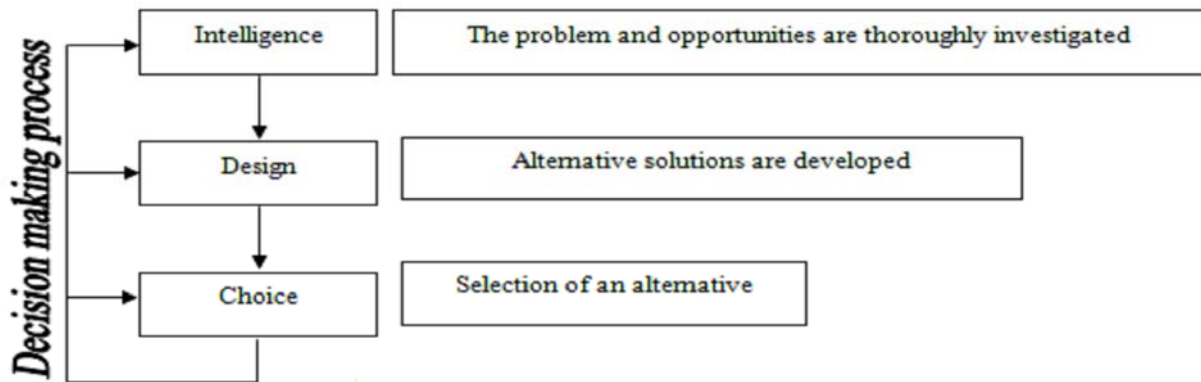 Decision making process
Intelligence
The problem and opportunities are thoroughly investigated
Design
Alternative solutions are developed
Choice
Selection of an alternative